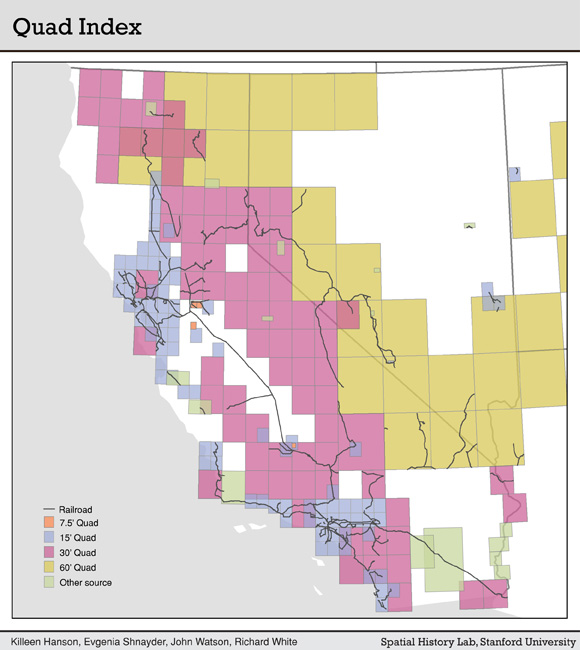 Quad Index
Railroad
7.5' Quad
15' Quad
30' Quad
60' Quad
Other source
Killeen Hanson, Evgenia Shnayder, John Watson, Richard White
Spatial History Lab, Stanford University